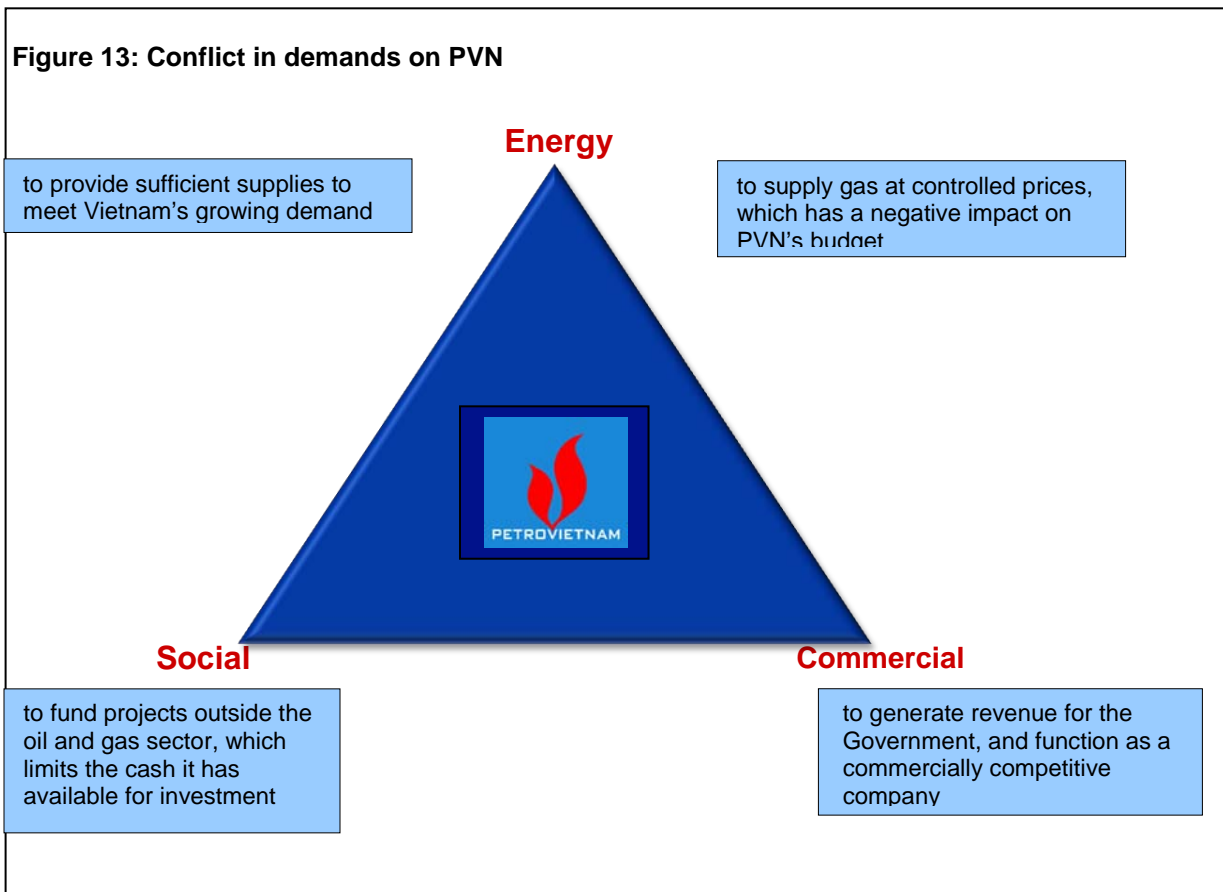 Figure 13: Conflict in demands on PVN
Energy
to provide sufficient supplies to
meet Vietnam's growing demand
to supply gas at controlled prices,
which has a negative impact on
PVN's budget
PETROVIETNAM
Social
Commercial
to fund projects outside the
oil and gas sector, which
limits the cash it has
available for investment
to generate revenue for the
Government, and function as a
commercially competitive
company